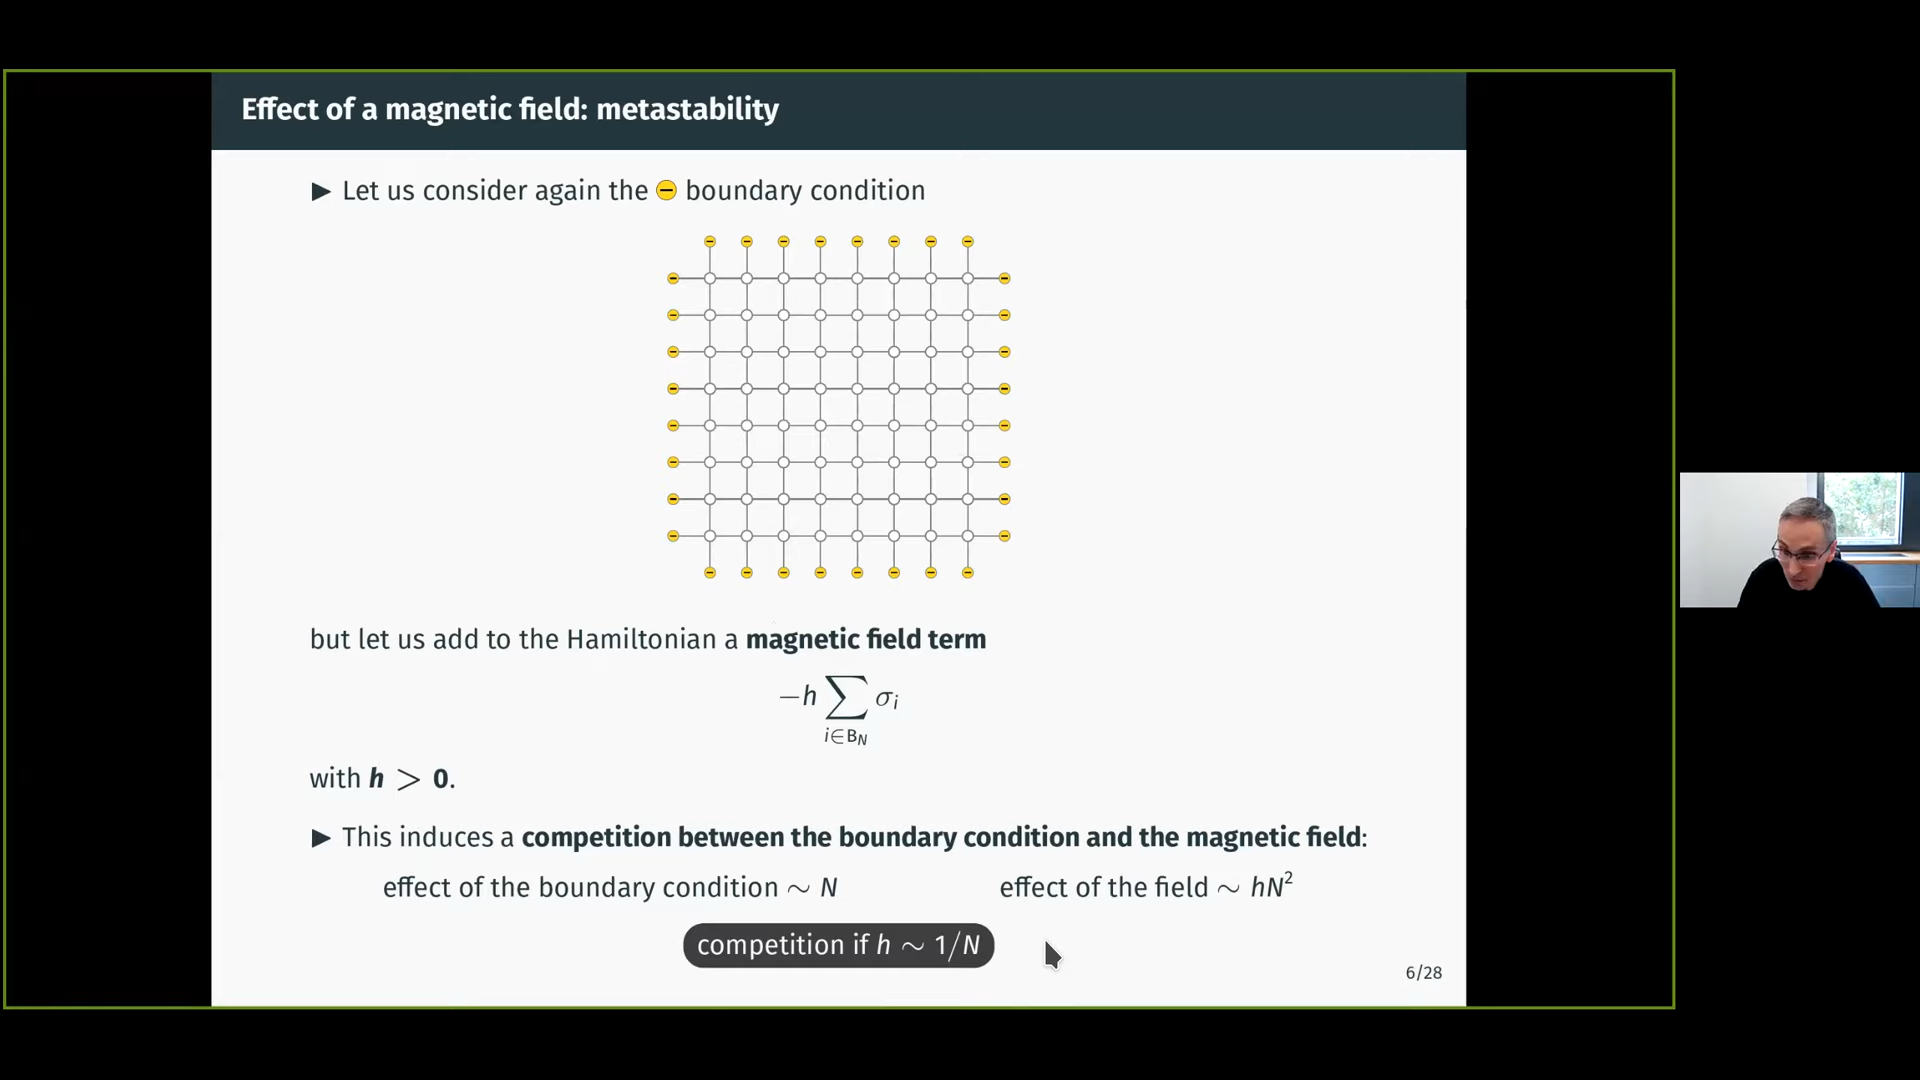 Effect of a magnetic field: metastability
▶ Let us consider again the ⊖ boundary condition
but let us add to the Hamiltonian a magnetic field term
−h ∑ σᵢ
i∈B_N
with h > 0.
▶ This induces a competition between the boundary condition and the magnetic field:
effect of the boundary condition ∼ N effect of the field ∼ hN²
competition if h ∼ 1/N
6/28